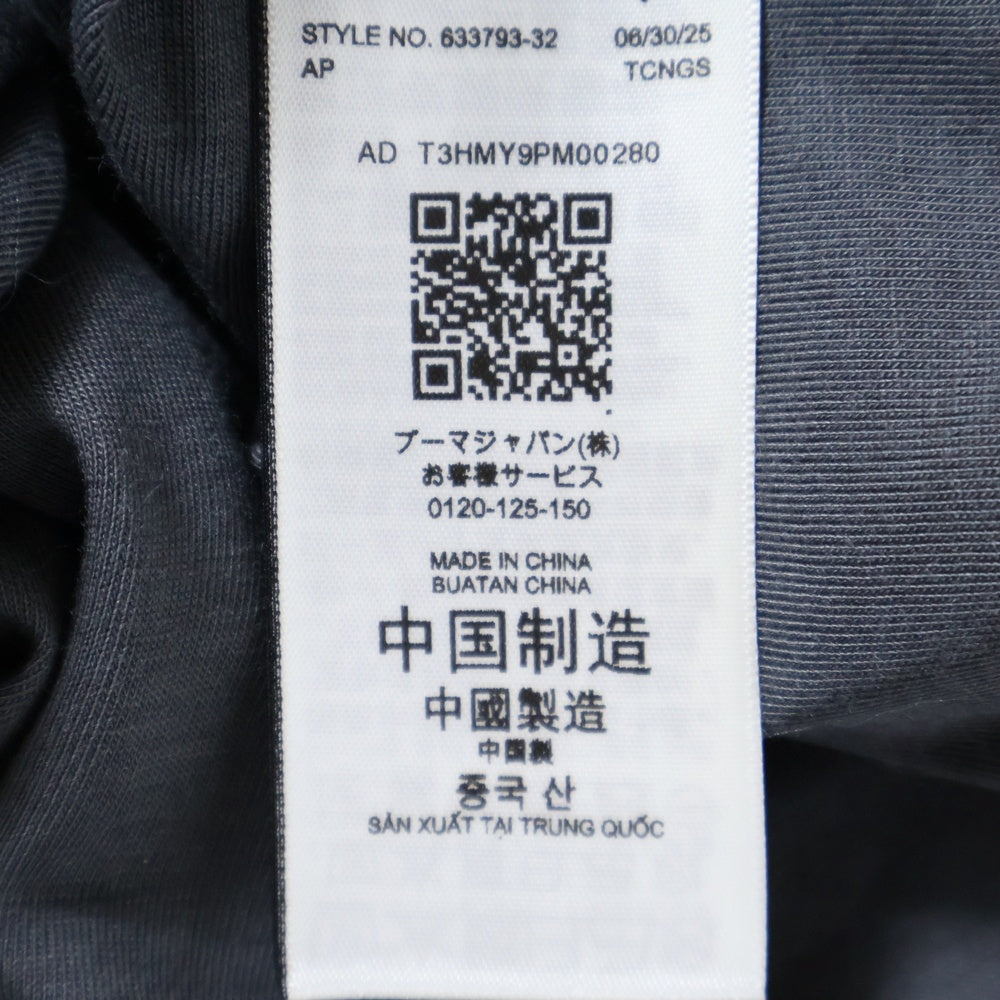 STYLE NO. 633793-32 06/30/25
AP TCNGS
AD T3HMY9PM00280
プーマジャパン(株)
お客様サービス
0120-125-150
MADE IN CHINA
BUATAN CHINA
中国制造
中國製造
中国製
중국 산
SẢN XUẤT TẠI TRUNG QUỐC